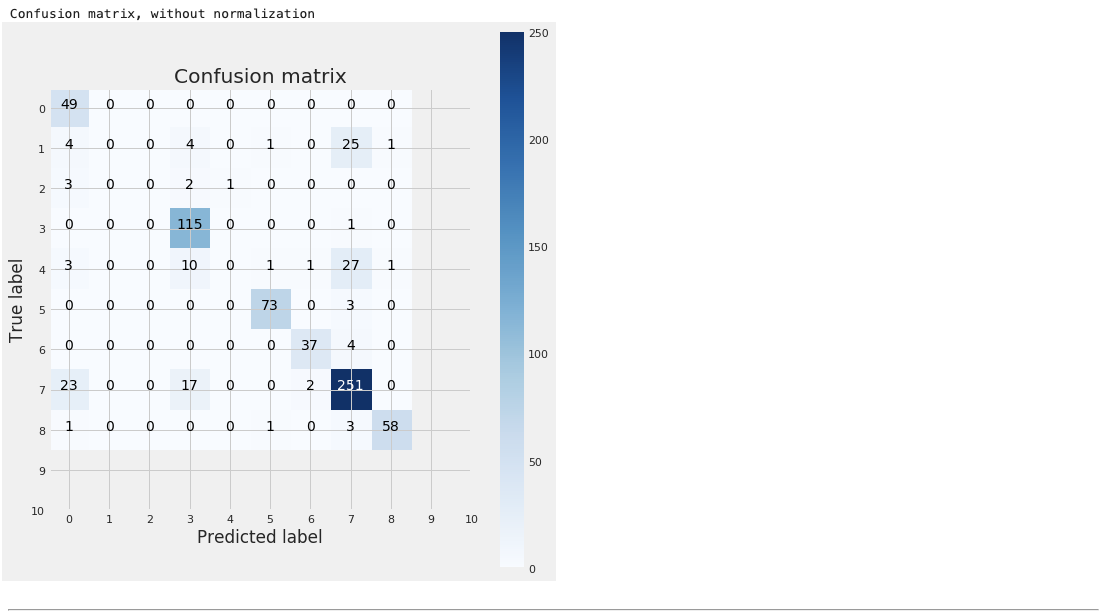 Confusion matrix, without normalization
Confusion matrix
250
200
150
100
50
0
True label
0 49 0 0 0 0 0 0 0 0
1 4 0 0 4 0 1 0 25 1
2 3 0 0 2 1 0 0 0 0
3 0 0 0 115 0 0 0 1 0
4 3 0 0 10 0 1 1 27 1
5 0 0 0 0 0 73 0 3 0
6 0 0 0 0 0 0 37 4 0
7 23 0 0 17 0 0 2 251 0
8 1 0 0 0 0 1 0 3 58
9
10
0 1 2 3 4 5 6 7 8 9 10
Predicted label